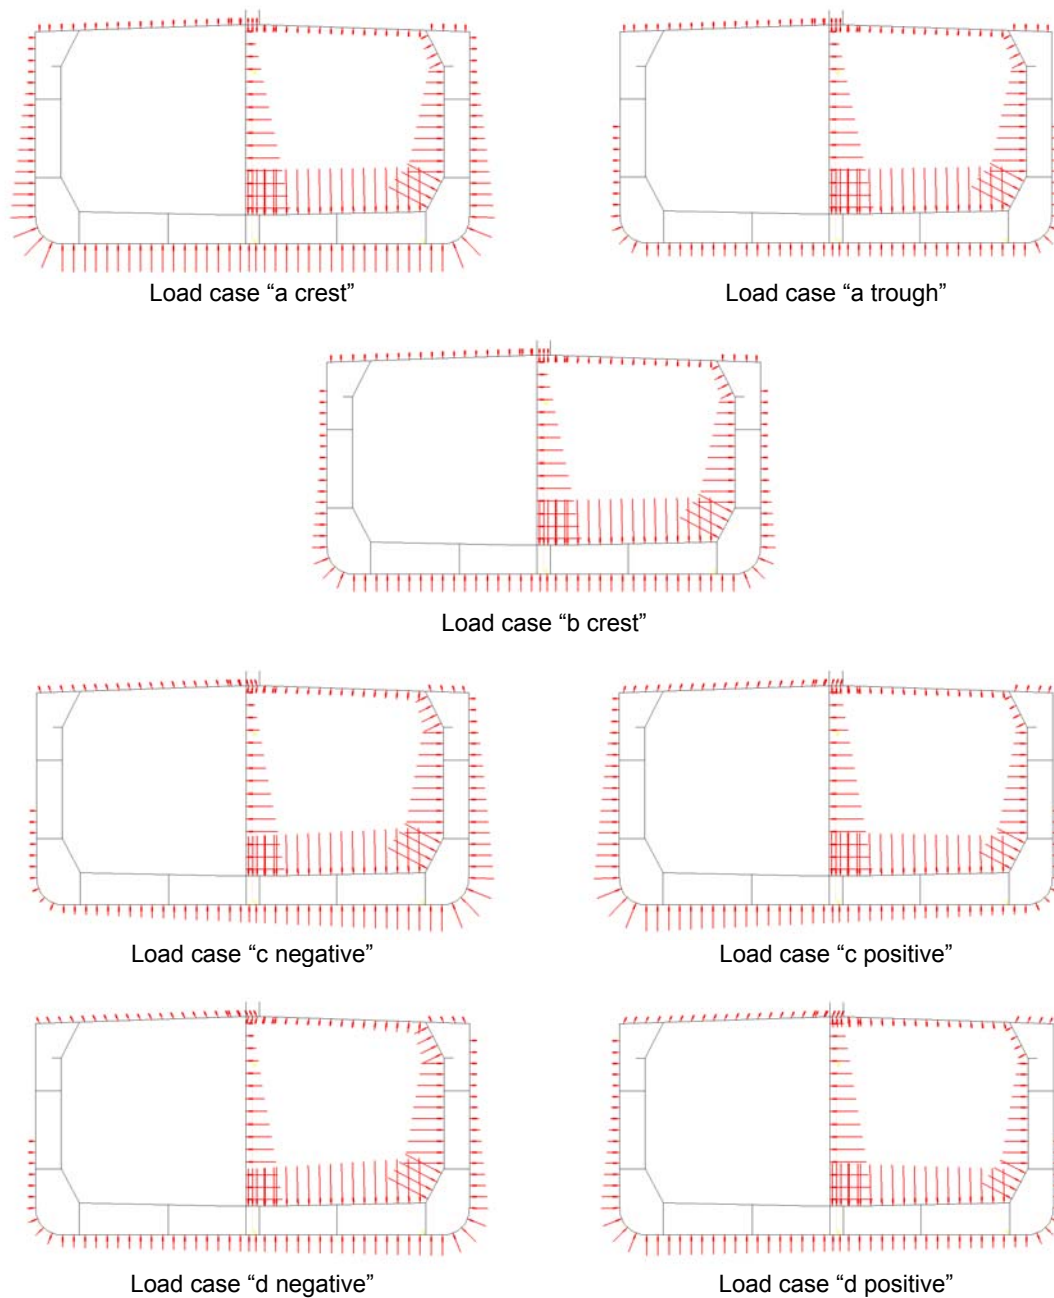 Load case “a crest”
Load case “a trough”
Load case “b crest”
Load case “c negative”
Load case “c positive”
Load case “d negative”
Load case “d positive”